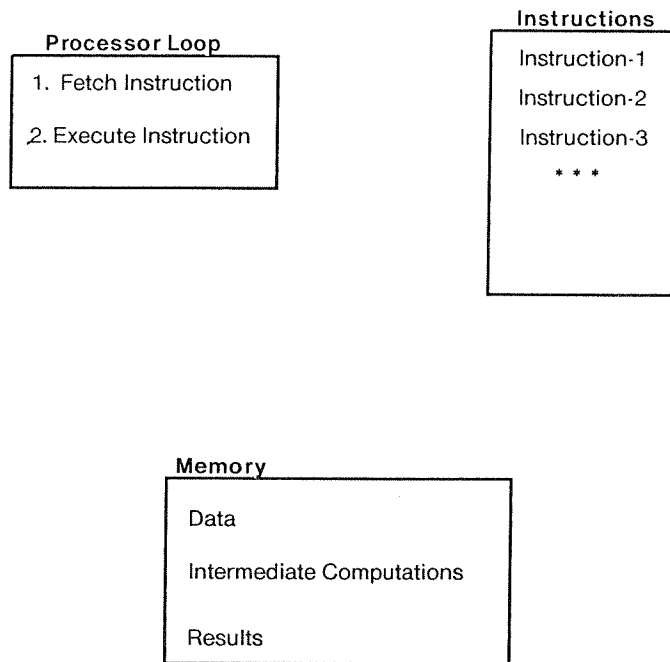 Processor Loop
1. Fetch Instruction
2. Execute Instruction
Instructions
Instruction-1
Instruction-2
Instruction-3
* * *
Memory
Data
Intermediate Computations
Results